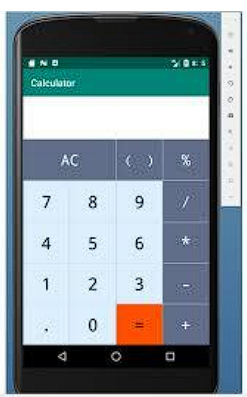 Calculator
AC ( ) %
7 8 9 /
4 5 6 *
1 2 3 -
. 0 = +